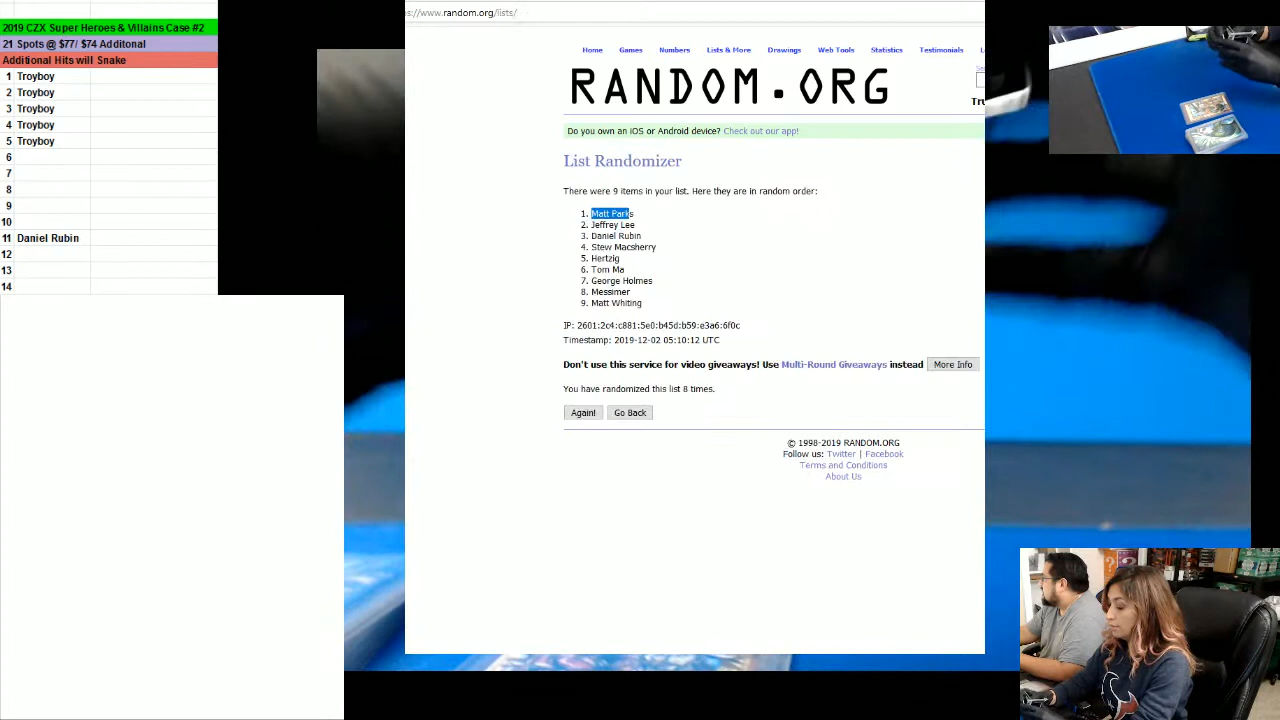 2019 CZX Super Heroes & Villains Case #2
21 Spots @ $77/ $74 Additonal
Additional Hits will Snake
1 Troyboy
2 Troyboy
3 Troyboy
4 Troyboy
5 Troyboy
6
7
8
9
10
11 Daniel Rubin
12
13
14
s://www.random.org/lists/
Home Games Numbers Lists & More Drawings Web Tools Statistics Testimonials L
RANDOM.ORG
Se
Tru
Do you own an iOS or Android device? Check out our app!
List Randomizer
There were 9 items in your list. Here they are in random order:
1. Matt Parks
2. Jeffrey Lee
3. Daniel Rubin
4. Stew Macsherry
5. Hertzig
6. Tom Ma
7. George Holmes
8. Messimer
9. Matt Whiting
IP: 2601:2c4:c881:5e0:b45d:b59:e3a6:6f0c
Timestamp: 2019-12-02 05:10:12 UTC
Don't use this service for video giveaways! Use Multi-Round Giveaways instead More Info
You have randomized this list 8 times.
Again! Go Back
© 1998-2019 RANDOM.ORG
Follow us: Twitter | Facebook
Terms and Conditions
About Us